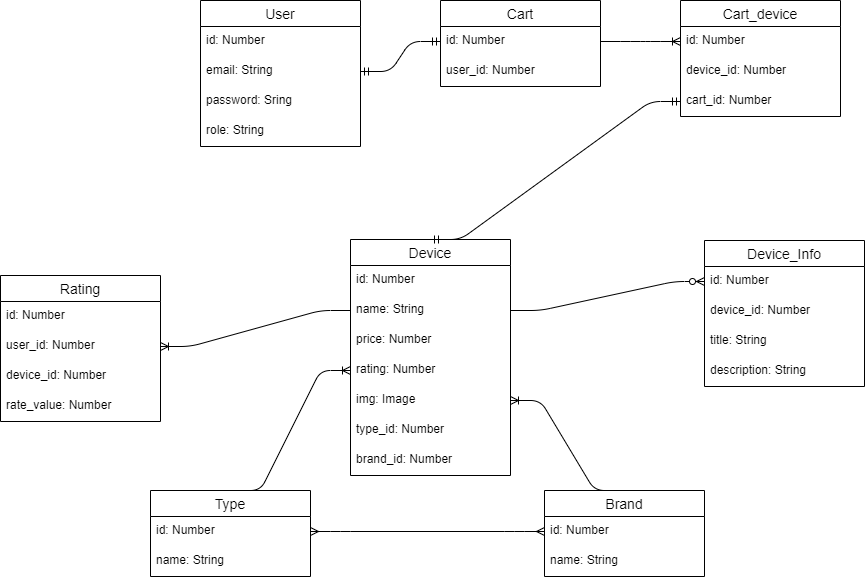 User
id: Number
email: String
password: Sring
role: String
Cart
id: Number
user_id: Number
Cart_device
id: Number
device_id: Number
cart_id: Number
Device
id: Number
name: String
price: Number
rating: Number
img: Image
type_id: Number
brand_id: Number
Device_Info
id: Number
device_id: Number
title: String
description: String
Rating
id: Number
user_id: Number
device_id: Number
rate_value: Number
Type
id: Number
name: String
Brand
id: Number
name: String